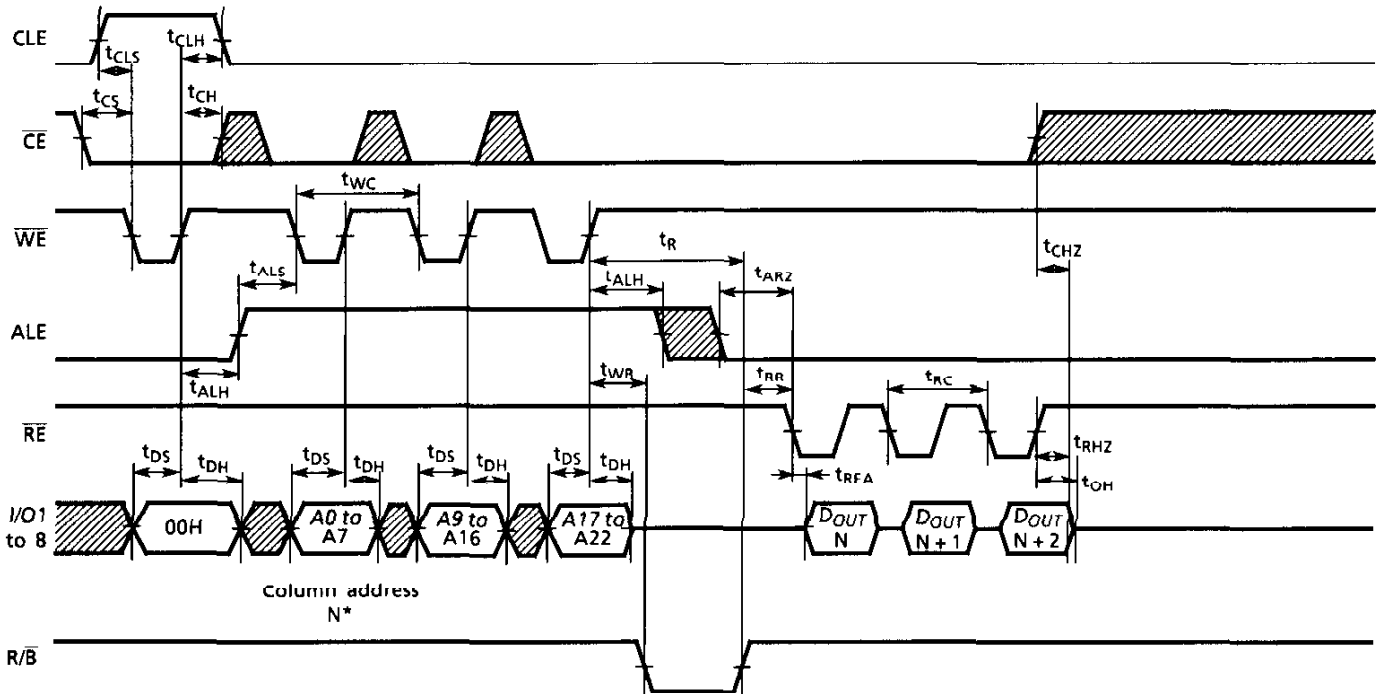 CLE
tCLS
tCLH
CE
tCS
tCH
WE
tWC
tR
tCHZ
ALE
tALS
tALH
tALH
tAR2
RE
tWB
tRR
tRC
tRHZ
tOH
tREA
I/O1
to 8
tDS
tDH
tDS
tDH
tDS
tDH
tDS
tDH
00H
A0 to
A7
A9 to
A16
A17 to
A22
DOUT
N
DOUT
N + 1
DOUT
N + 2
Column address
N*
R/B